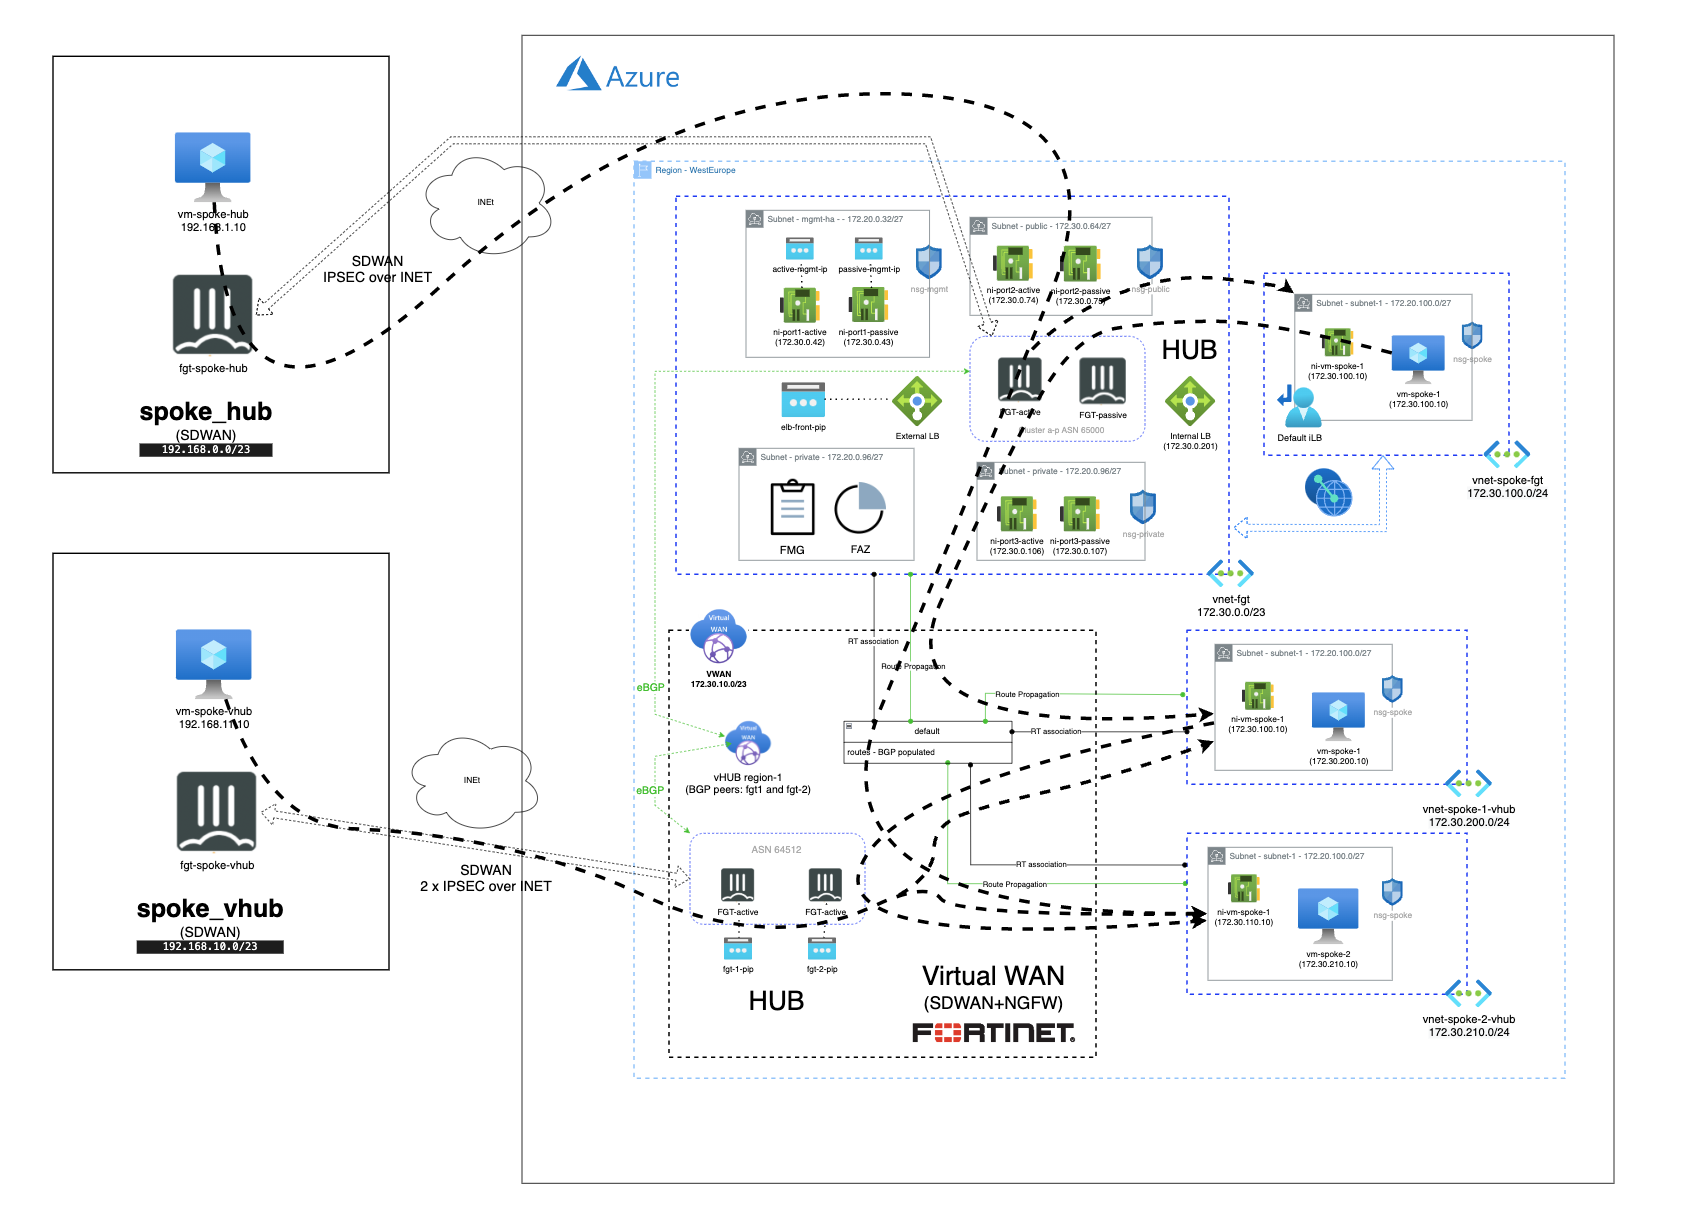 Azure
vm-spoke-hub
192.168.1.10
fgt-spoke-hub
spoke_hub
(SDWAN)
192.168.0.0/23
SDWAN
IPSEC over INET
INEt
Region - WestEurope
Subnet - mgmt-ha - - 172.20.0.32/27
active-mgmt-ip
passive-mgmt-ip
nsg-mgmt
ni-port1-active
(172.30.0.42)
ni-port1-passive
(172.30.0.43)
Subnet - public - 172.30.0.64/27
ni-port2-active
(172.30.0.74)
ni-port2-passive
(172.30.0.75)
nsg-public
HUB
FGT-active
FGT-passive
Cluster a-p ASN 65000
elb-front-pip
External LB
Internal LB
(172.30.0.201)
Subnet - private - 172.20.0.96/27
FMG
FAZ
Subnet - private - 172.20.0.96/27
ni-port3-active
(172.30.0.106)
ni-port3-passive
(172.30.0.107)
nsg-private
vnet-fgt
172.30.0.0/23
Subnet - subnet-1 - 172.20.100.0/27
ni-vm-spoke-1
(172.30.100.10)
nsg-spoke
vm-spoke-1
(172.30.100.10)
Default iLB
vnet-spoke-fgt
172.30.100.0/24
vm-spoke-vhub
192.168.11.10
fgt-spoke-vhub
spoke_vhub
(SDWAN)
192.168.10.0/23
INEt
SDWAN
2 x IPSEC over INET
Virtual
WAN
VWAN
172.30.10.0/23
eBGP
eBGP
Virtual
WAN
vHUB region-1
(BGP peers: fgt1 and fgt-2)
RT association
Route Propagation
Route Propagation
default
routes - BGP populated
RT association
RT association
Route Propagation
ASN 64512
FGT-active
FGT-active
fgt-1-pip
fgt-2-pip
HUB
Virtual WAN
(SDWAN+NGFW)
FORTINET
Subnet - subnet-1 - 172.20.100.0/27
ni-vm-spoke-1
(172.30.100.10)
nsg-spoke
vm-spoke-1
(172.30.200.10)
vnet-spoke-1-vhub
172.30.200.0/24
Subnet - subnet-1 - 172.20.100.0/27
ni-vm-spoke-1
(172.30.110.10)
nsg-spoke
vm-spoke-2
(172.30.210.10)
vnet-spoke-2-vhub
172.30.210.0/24